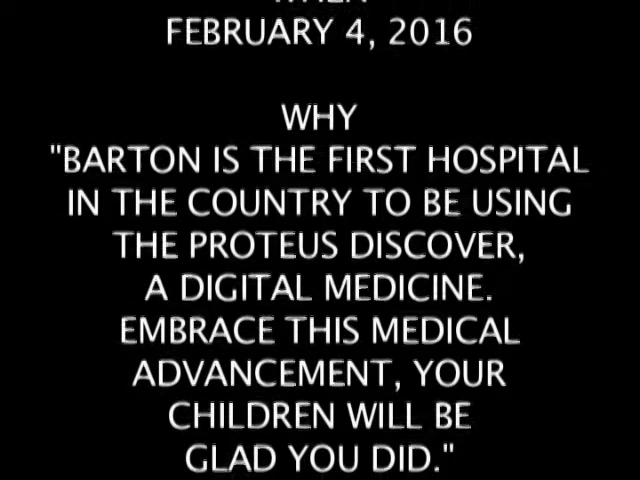 WHEN
FEBRUARY 4, 2016
WHY
"BARTON IS THE FIRST HOSPITAL
IN THE COUNTRY TO BE USING
THE PROTEUS DISCOVER,
A DIGITAL MEDICINE.
EMBRACE THIS MEDICAL
ADVANCEMENT, YOUR
CHILDREN WILL BE
GLAD YOU DID."